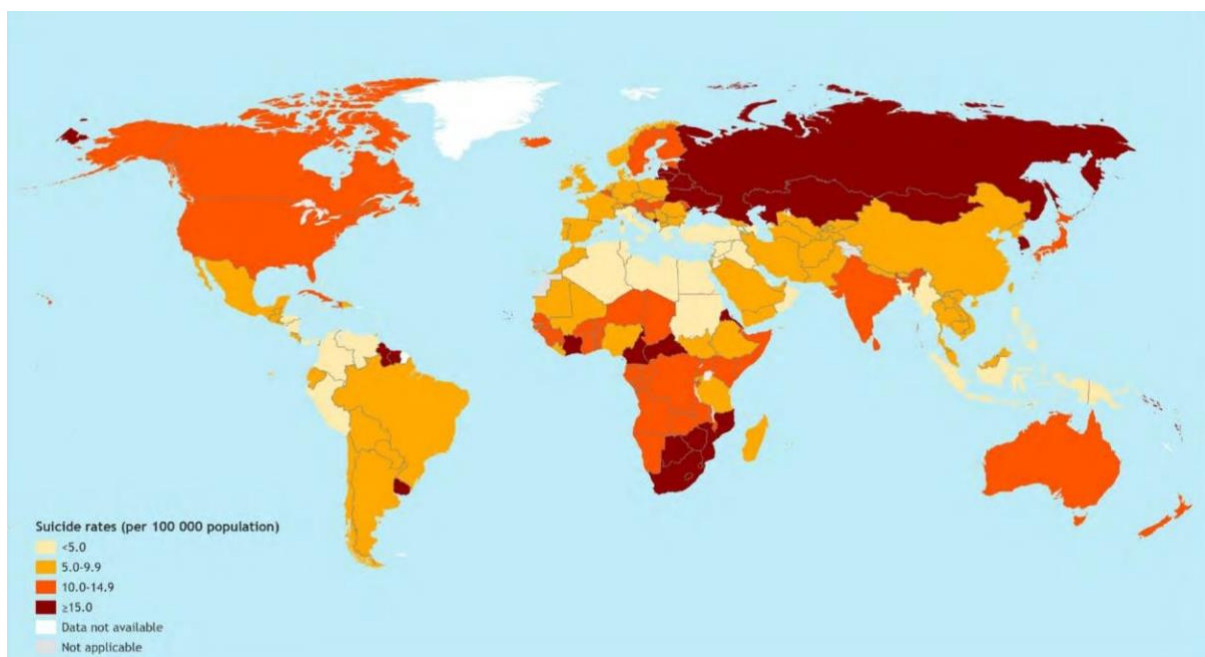 Suicide rates (per 100 000 population)
<5.0
5.0-9.9
10.0-14.9
≥15.0
Data not available
Not applicable